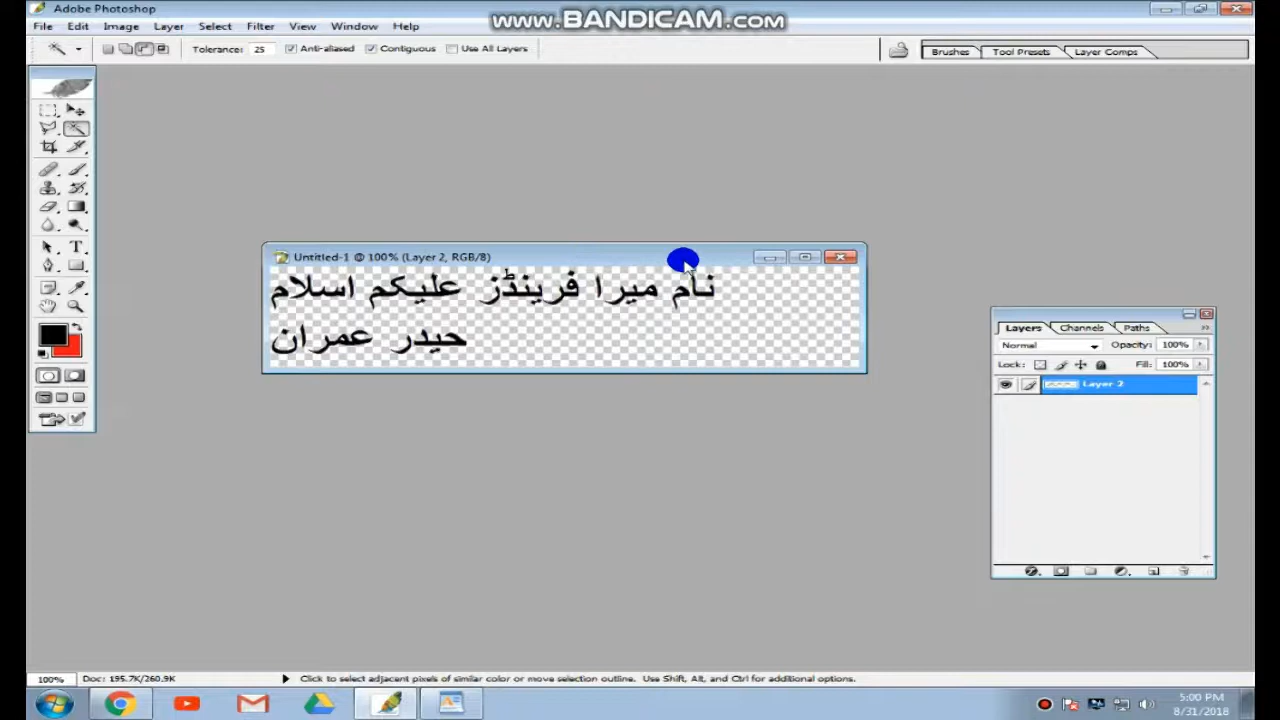 Adobe Photoshop
www.BANDICAM.com
File Edit Image Layer Select Filter View Window Help
Tolerance: 25 Anti-aliased Contiguous Use All Layers
Brushes Tool Presets Layer Comps
Untitled-1 @ 100% (Layer 2, RGB/8)
نام میرا فرینڈز علیکم اسلام
حیدر عمران
Layers Channels Paths
Normal Opacity: 100%
Lock: Fill: 100%
Layer 2
100% Doc: 195.7K/260.9K Click to select adjacent pixels of similar color or move selection outline. Use Shift, Alt, and Ctrl for additional options.
5:00 PM
8/31/2018